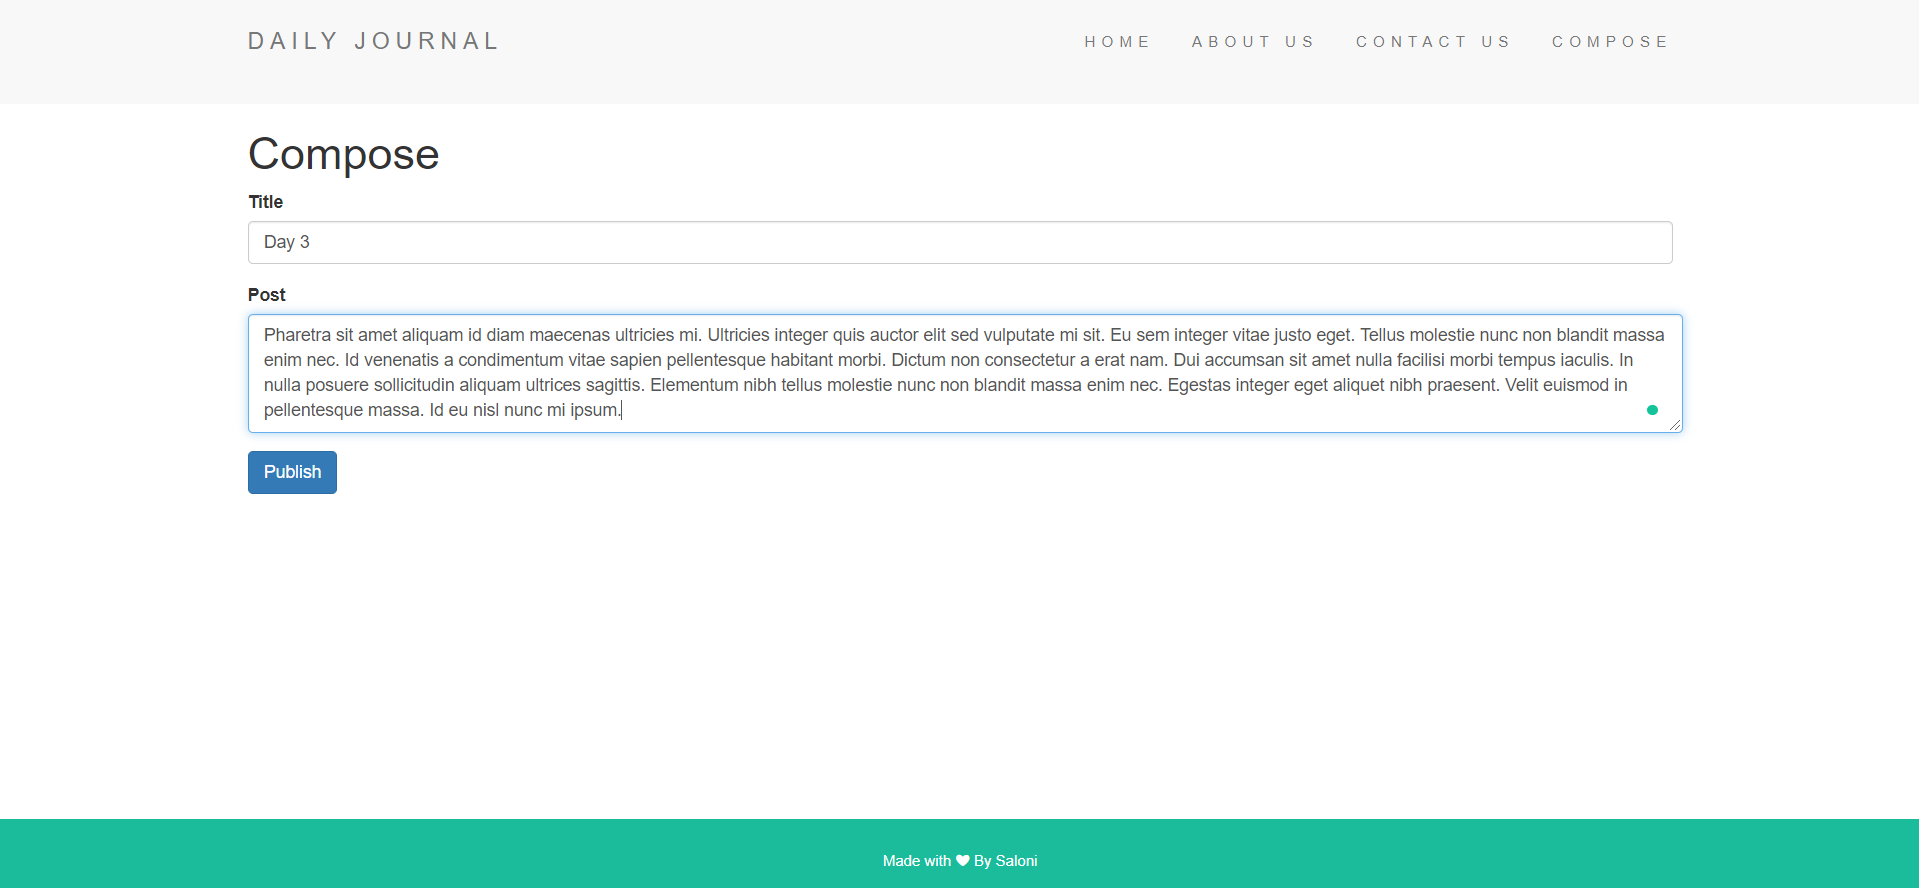 DAILY JOURNAL
HOME ABOUT US CONTACT US COMPOSE
Compose
Title
Day 3
Post
Pharetra sit amet aliquam id diam maecenas ultricies mi. Ultricies integer quis auctor elit sed vulputate mi sit. Eu sem integer vitae justo eget. Tellus molestie nunc non blandit massa
enim nec. Id venenatis a condimentum vitae sapien pellentesque habitant morbi. Dictum non consectetur a erat nam. Dui accumsan sit amet nulla facilisi morbi tempus iaculis. In
nulla posuere sollicitudin aliquam ultrices sagittis. Elementum nibh tellus molestie nunc non blandit massa enim nec. Egestas integer eget aliquet nibh praesent. Velit euismod in
pellentesque massa. Id eu nisl nunc mi ipsum.
Publish
Made with ♥ By Saloni